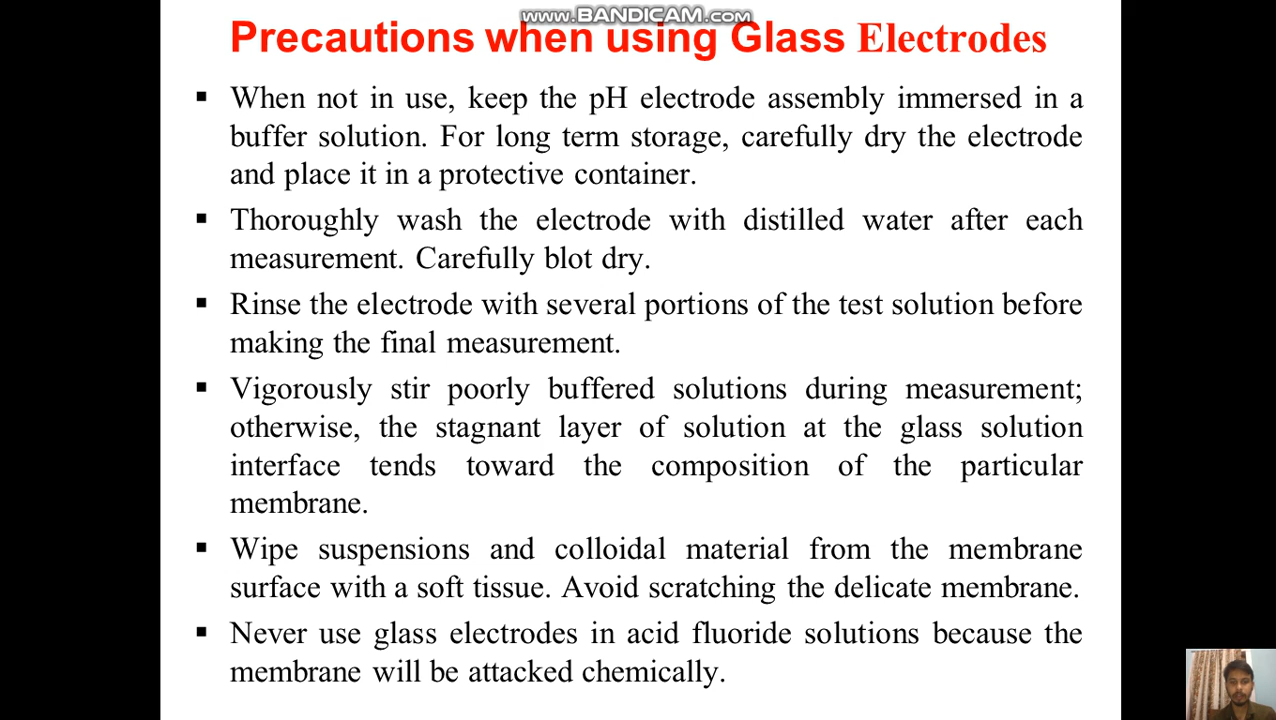 www.BANDICAM.com
Precautions when using Glass Electrodes
▪ When not in use, keep the pH electrode assembly immersed in a
buffer solution. For long term storage, carefully dry the electrode
and place it in a protective container.
▪ Thoroughly wash the electrode with distilled water after each
measurement. Carefully blot dry.
▪ Rinse the electrode with several portions of the test solution before
making the final measurement.
▪ Vigorously stir poorly buffered solutions during measurement;
otherwise, the stagnant layer of solution at the glass solution
interface tends toward the composition of the particular
membrane.
▪ Wipe suspensions and colloidal material from the membrane
surface with a soft tissue. Avoid scratching the delicate membrane.
▪ Never use glass electrodes in acid fluoride solutions because the
membrane will be attacked chemically.